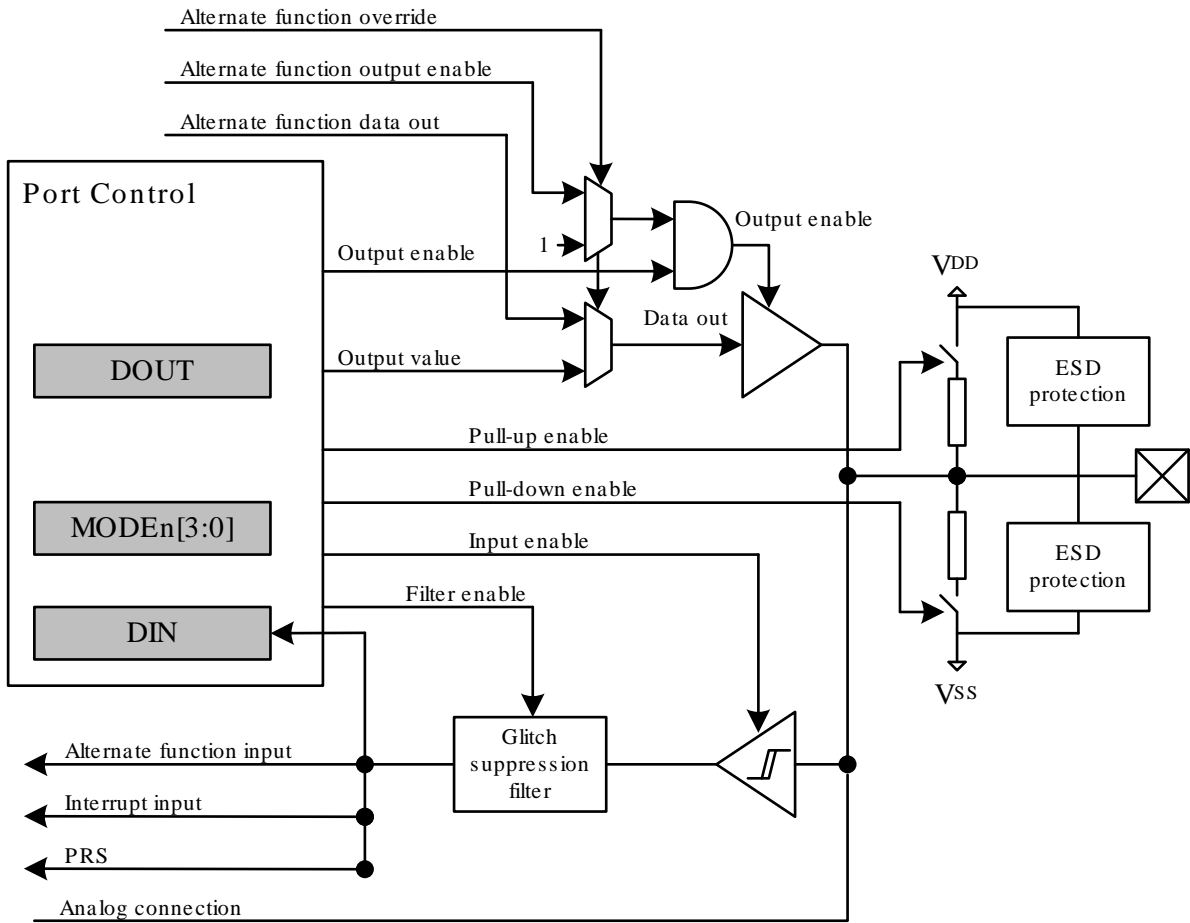 Alternate function override
Alternate function output enable
Alternate function data out
Port Control
Output enable
1
Output enable
VDD
Data out
DOUT
Output value
ESD
protection
Pull-up enable
Pull-down enable
MODEn[3:0]
Input enable
ESD
protection
Filter enable
DIN
VSS
Alternate function input
Glitch
suppression
filter
Interrupt input
PRS
Analog connection